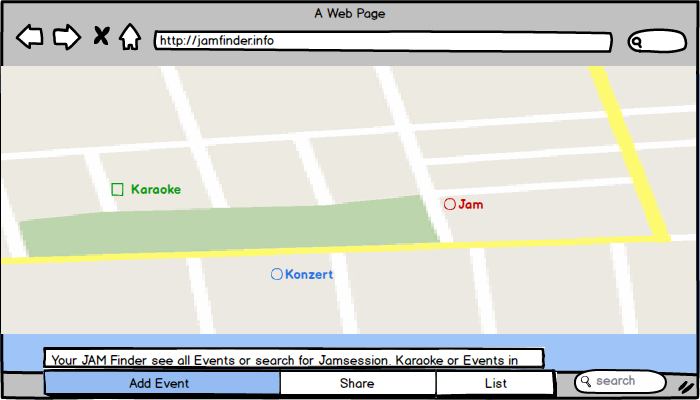 A Web Page
http://jamfinder.info
Karaoke
Jam
Konzert
Your JAM Finder see all Events or search for Jamsession, Karaoke or Events in
Add Event
Share
List
search